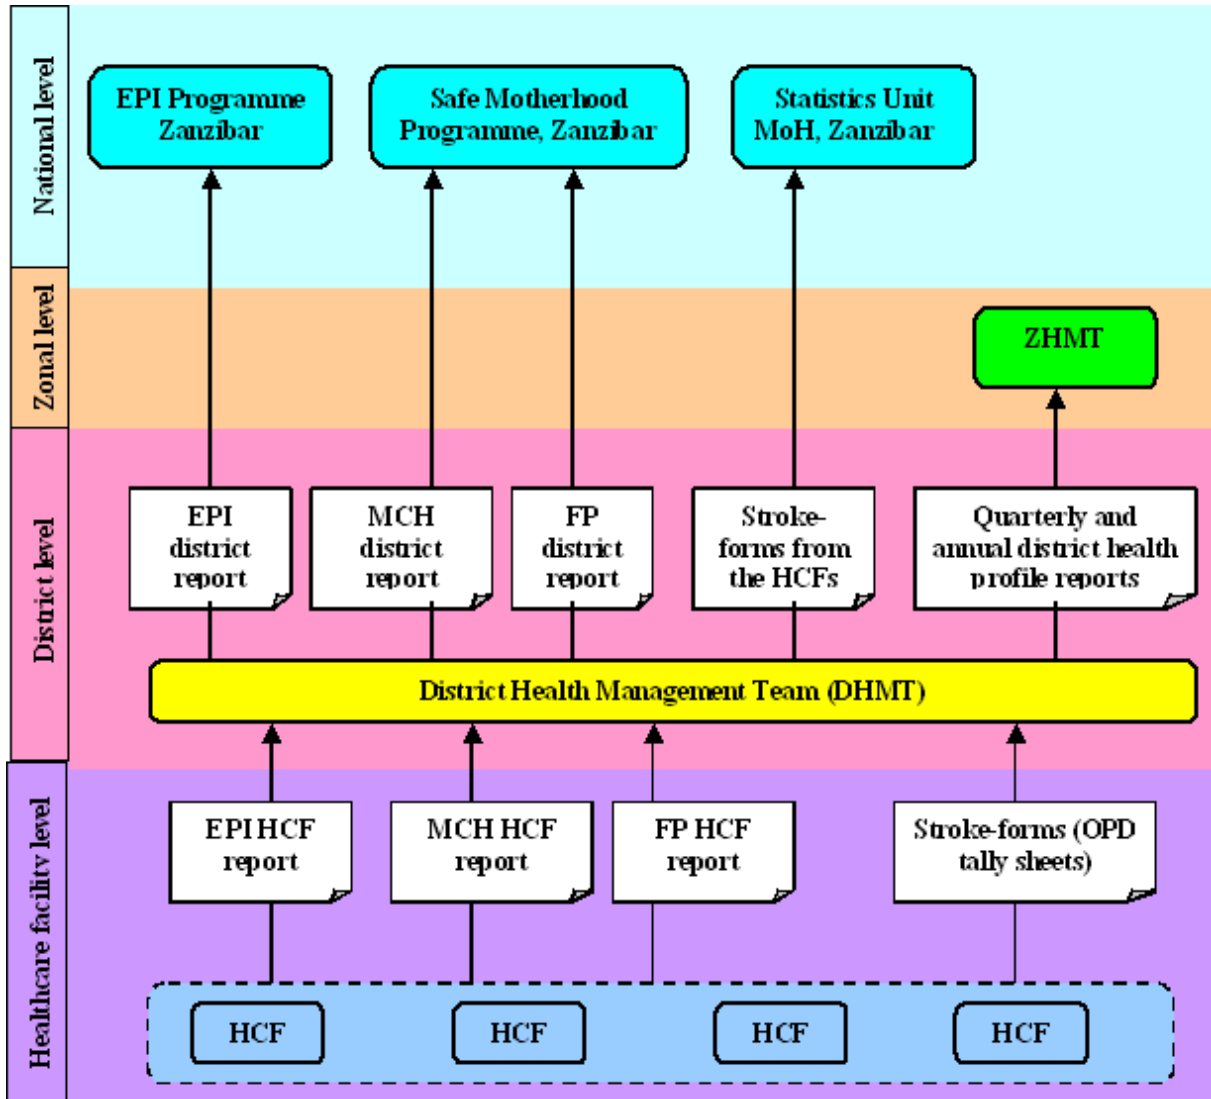 National level
EPI Programme
Zanzibar
Safe Motherhood
Programme, Zanzibar
Statistics Unit
MoH, Zanzibar
Zonal level
ZHMT
District level
EPI
district
report
MCH
district
report
FP
district
report
Stroke-
forms from
the HCFs
Quarterly and
annual district health
profile reports
District Health Management Team (DHMT)
Healthcare facility level
EPI HCF
report
MCH HCF
report
FP HCF
report
Stroke-forms (OPD
tally sheets)
HCF
HCF
HCF
HCF